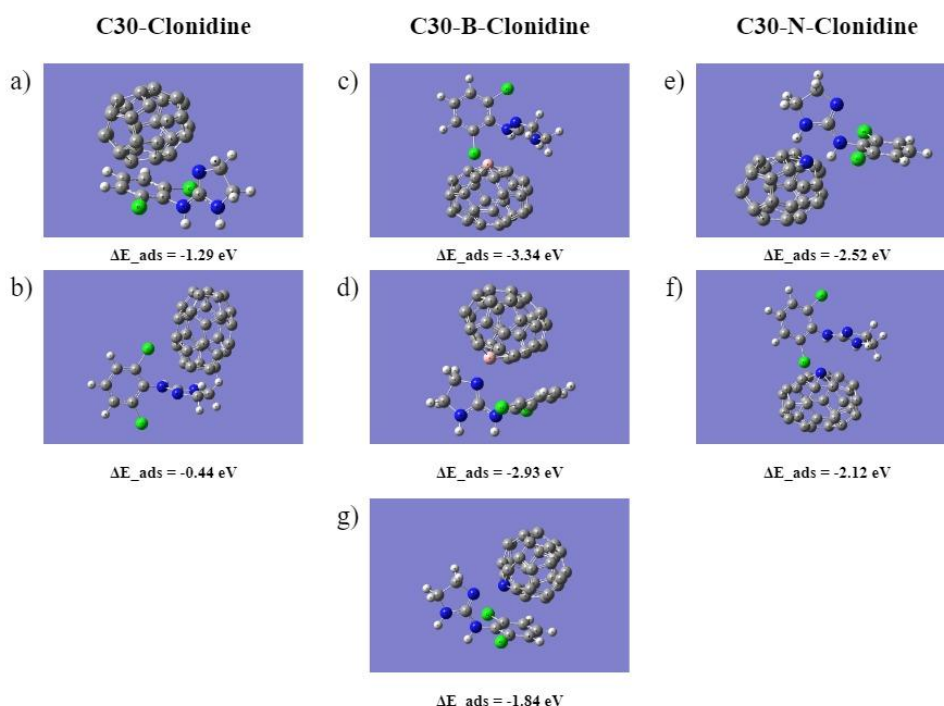 C30-Clonidine C30-B-Clonidine C30-N-Clonidine
a) c) e)
ΔE_ads = -1.29 eV ΔE_ads = -3.34 eV ΔE_ads = -2.52 eV
b) d) f)
ΔE_ads = -0.44 eV ΔE_ads = -2.93 eV ΔE_ads = -2.12 eV
g)
ΔE_ads = -1.84 eV